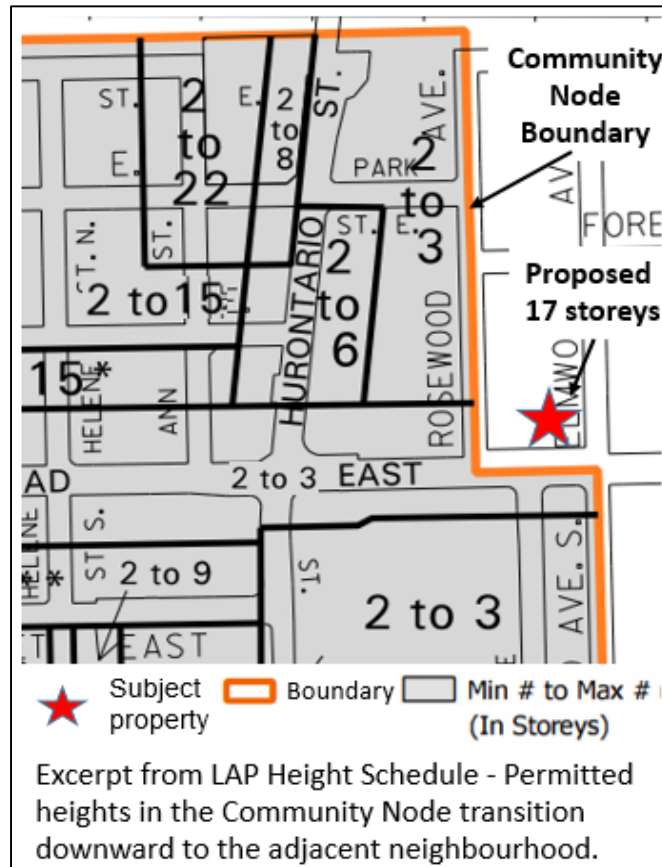 Community
Node
Boundary
ST.
E.
2
to
22
E.
2
to
8
ST.
AVE.
PARK
2
to
3
AV
FORE
ST. N.
ST.
ST. E.
2
to
6
HURONTARIO
2 to 15
ROSEWOOD
Proposed
17 storeys
ELMWO
15*
HELENE
ANN
AD
2 to 3 EAST
HELENE
ST S.
**
2 to 9
ST.
2 to 3
AVE. S.
EAST
Subject
property
Boundary
Min # to Max #
(In Storeys)
Excerpt from LAP Height Schedule - Permitted
heights in the Community Node transition
downward to the adjacent neighbourhood.